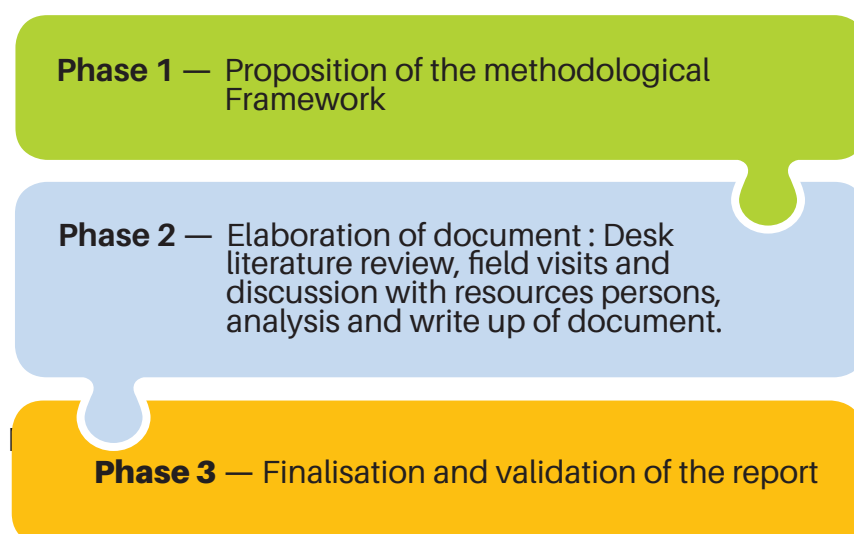 Phase 1 — Proposition of the methodological
Framework
Phase 2 — Elaboration of document : Desk
literature review, field visits and
discussion with resources persons,
analysis and write up of document.
Phase 3 — Finalisation and validation of the report